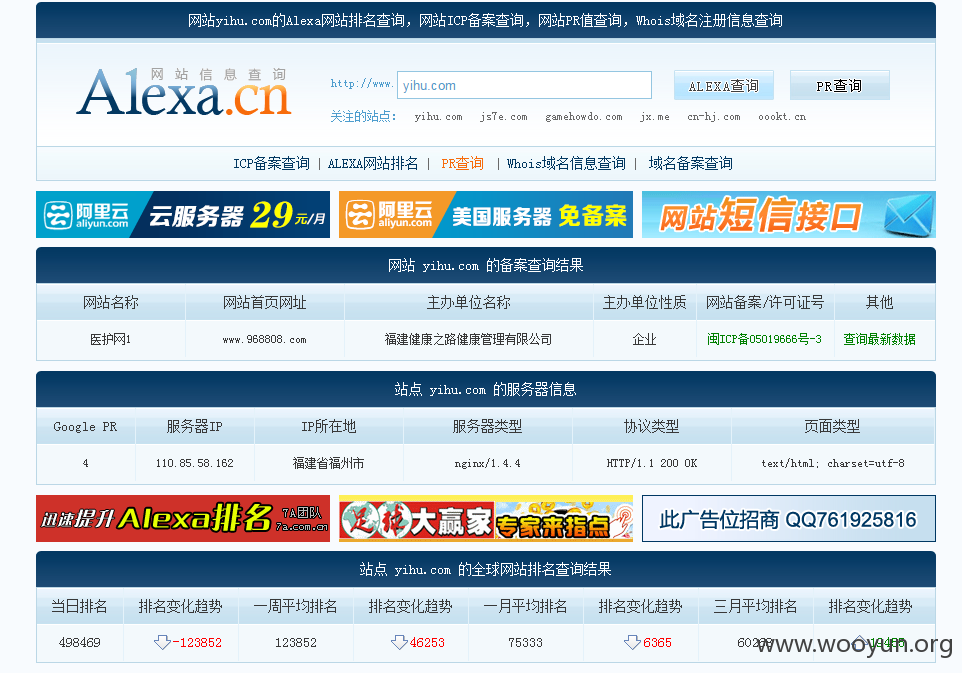 网站yihu.com的Alexa网站排名查询，网站ICP备案查询，网站PR值查询，Whois域名注册信息查询
网站信息查询
Alexa.cn
http://www. yihu.com ALEXA查询 PR查询
关注的站点： yihu.com js7e.com gamehowdo.com jx.me cn-hj.com oookt.cn
ICP备案查询 | ALEXA网站排名 | PR查询 | Whois域名信息查询 | 域名备案查询
阿里云 aliyun.com 云服务器 29元/月 阿里云 aliyun.com 美国服务器 免备案 网站短信接口
网站 yihu.com 的备案查询结果
网站名称 网站首页网址 主办单位名称 主办单位性质 网站备案/许可证号 其他
医护网1 www.968808.com 福建健康之路健康管理有限公司 企业 闽ICP备05019666号-3 查询最新数据
站点 yihu.com 的服务器信息
Google PR 服务器IP IP所在地 服务器类型 协议类型 页面类型
4 110.85.58.162 福建省福州市 nginx/1.4.4 HTTP/1.1 200 OK text/html; charset=utf-8
迅速提升Alexa排名 7A团队 7a.com.cn 足球大赢家 专家来指点 此广告位招商 QQ761925816
站点 yihu.com 的全球网站排名查询结果
当日排名 排名变化趋势 一周平均排名 排名变化趋势 一月平均排名 排名变化趋势 三月平均排名 排名变化趋势
498469 -123852 123852 46253 75333 6365
www.wooyun.org